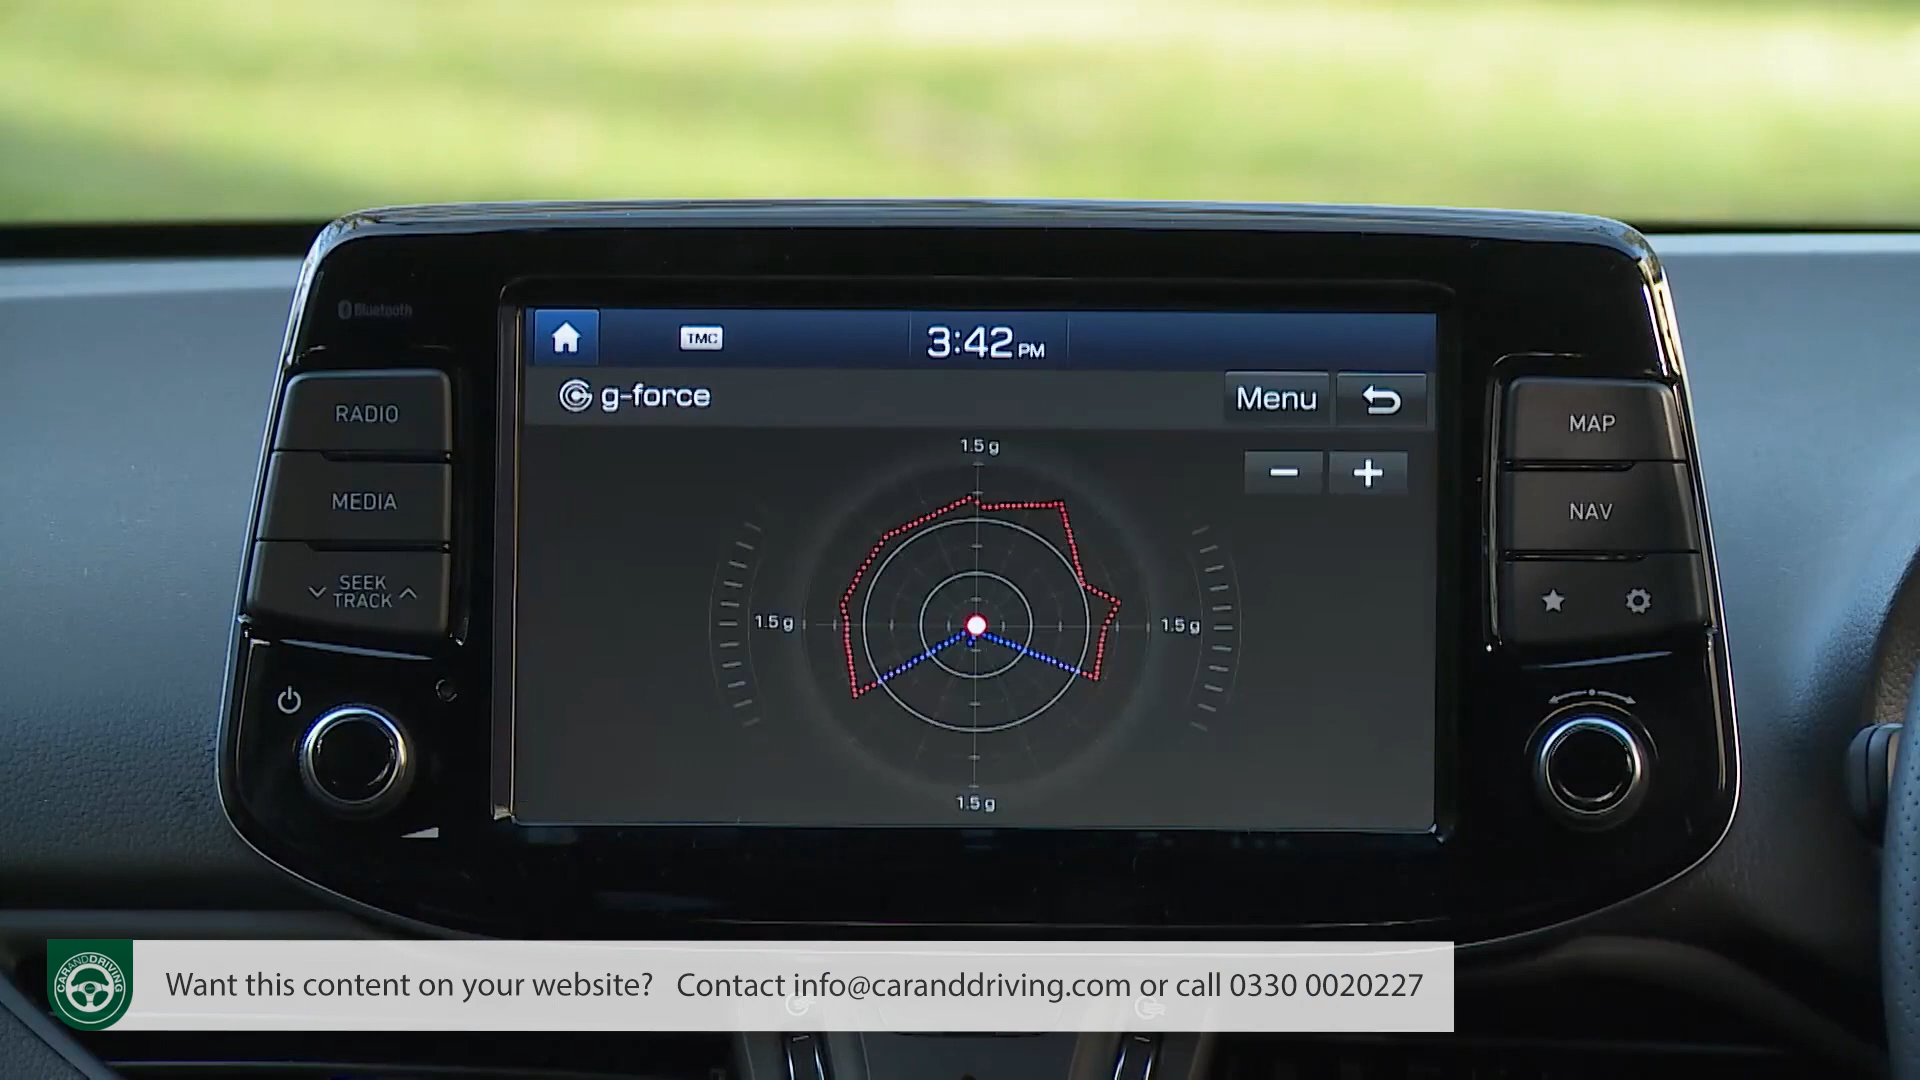 Bluetooth
TMC
3:42 PM
g-force
Menu
RADIO
MEDIA
SEEK
TRACK
MAP
NAV
1.5 g
1.5 g
1.5 g
1.5 g
CARANDDRIVING
Want this content on your website? Contact info@caranddriving.com or call 0330 0020227